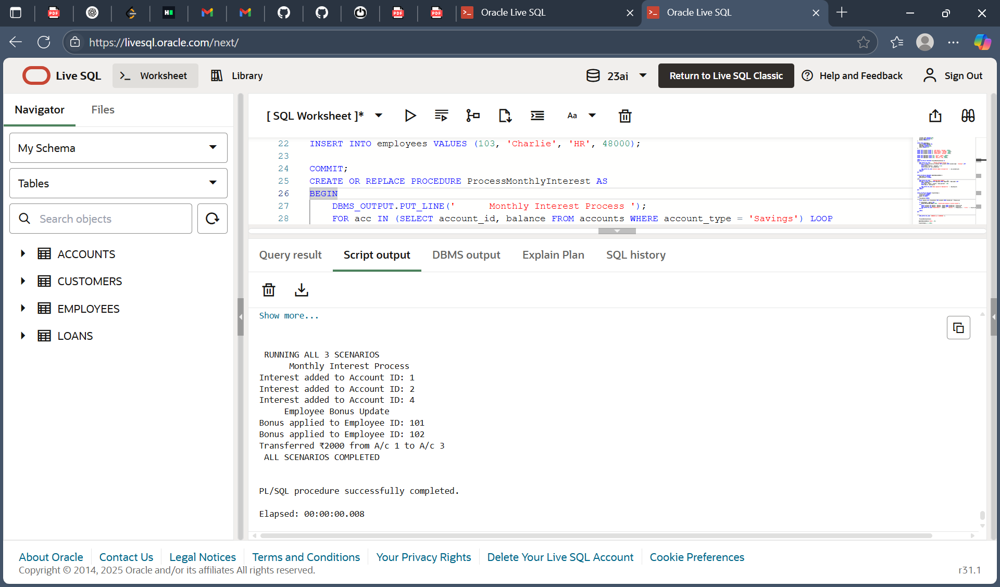 PDF
H
PDF
PDF
Oracle Live SQL
Oracle Live SQL
https://livesql.oracle.com/next/
Live SQL
Worksheet
Library
23ai
Return to Live SQL Classic
Help and Feedback
Sign Out
Navigator
Files
My Schema
Tables
Search objects
ACCOUNTS
CUSTOMERS
EMPLOYEES
LOANS
[ SQL Worksheet ]*
Aa
22 INSERT INTO employees VALUES (103, 'Charlie', 'HR', 48000);
23
24 COMMIT;
25 CREATE OR REPLACE PROCEDURE ProcessMonthlyInterest AS
26 BEGIN
27 DBMS_OUTPUT.PUT_LINE('      Monthly Interest Process ');
28 FOR acc IN (SELECT account_id, balance FROM accounts WHERE account_type = 'Savings') LOOP
Query result
Script output
DBMS output
Explain Plan
SQL history
Show more...
RUNNING ALL 3 SCENARIOS
Monthly Interest Process
Interest added to Account ID: 1
Interest added to Account ID: 2
Interest added to Account ID: 4
Employee Bonus Update
Bonus applied to Employee ID: 101
Bonus applied to Employee ID: 102
Transferred ₹2000 from A/c 1 to A/c 3
ALL SCENARIOS COMPLETED
PL/SQL procedure successfully completed.
Elapsed: 00:00:00.008
About Oracle
Contact Us
Legal Notices
Terms and Conditions
Your Privacy Rights
Delete Your Live SQL Account
Cookie Preferences
Copyright © 2014, 2025 Oracle and/or its affiliates All rights reserved.
r31.1